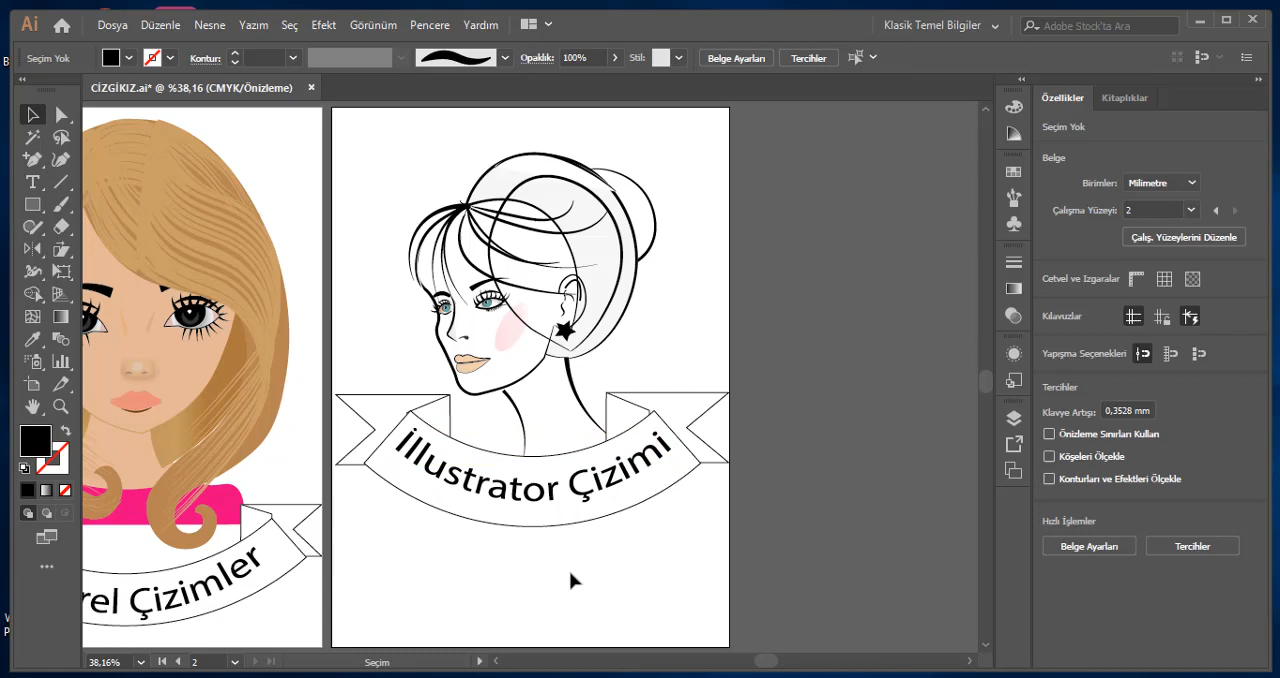 Ai
Dosya Düzenle Nesne Yazım Seç Efekt Görünüm Pencere Yardım
Klasik Temel Bilgiler
Adobe Stock'ta Ara
Seçim Yok
Kontur:
Opaklık: 100%
Stil:
Belge Ayarları
Tercihler
CİZGİKIZ.ai* @ %38,16 (CMYK/Önizleme)
Özellikler
Kitaplıklar
Seçim Yok
Belge
Birimler: Milimetre
Çalışma Yüzeyi: 2
Çalış. Yüzeylerini Düzenle
Cetvel ve Izgaralar
Kılavuzlar
Yapışma Seçenekleri
Tercihler
Klavye Artışı: 0,3528 mm
Önizleme Sınırları Kullan
Köşeleri Ölçekle
Konturları ve Efektleri Ölçekle
Hızlı İşlemler
Belge Ayarları
Tercihler
İllustrator Çizimi
rel Çizimler
38,16%
2
Seçim